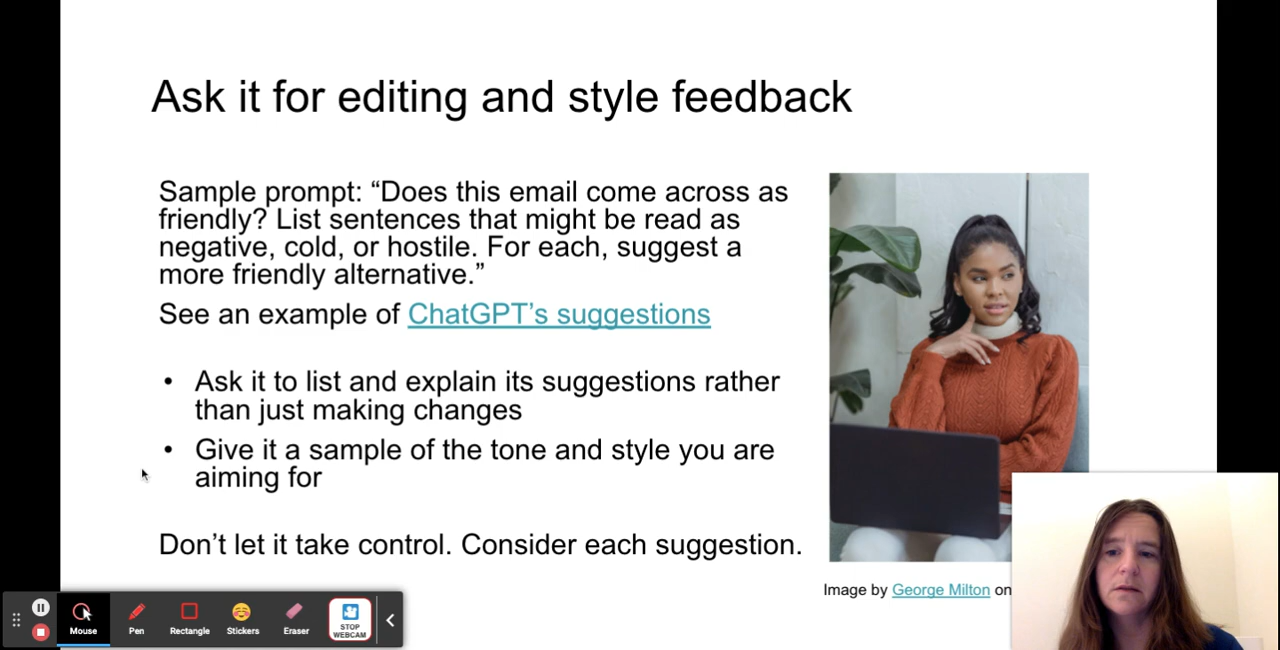 Ask it for editing and style feedback
Sample prompt: “Does this email come across as
friendly? List sentences that might be read as
negative, cold, or hostile. For each, suggest a
more friendly alternative.”
See an example of ChatGPT’s suggestions
• Ask it to list and explain its suggestions rather
than just making changes
• Give it a sample of the tone and style you are
aiming for
Don’t let it take control. Consider each suggestion.
Image by George Milton on
Mouse
Pen
Rectangle
Stickers
Eraser
STOP
WEBCAM